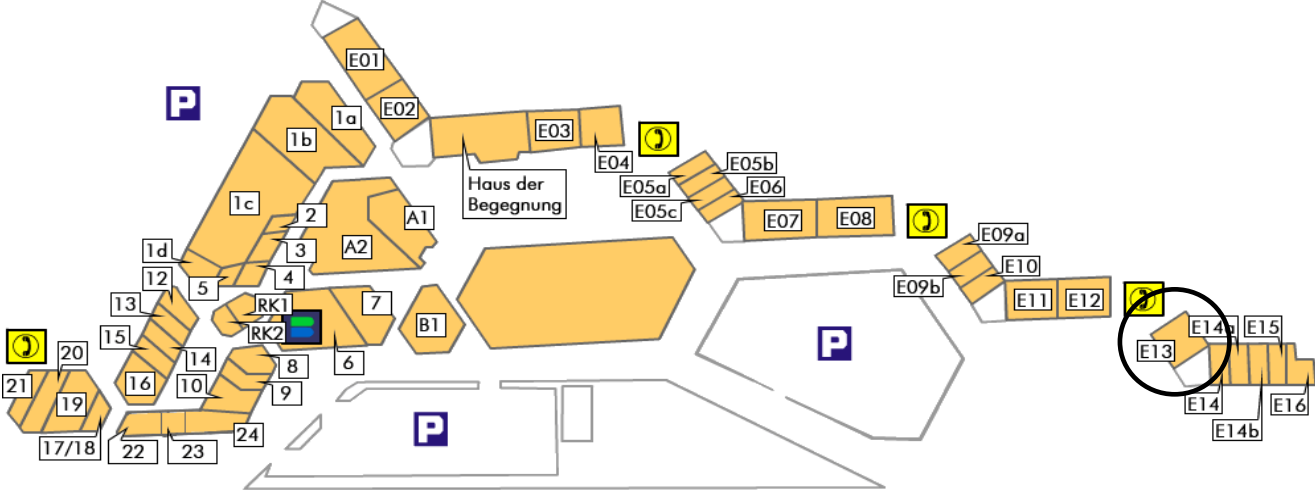 E01
E02
1a
1b
1c
P
E03
E04
Haus der
Begegnung
E05b
E05a
E06
E05c
E07
E08
A1
A2
2
3
4
5
1d
12
13
15
14
16
RK1
RK2
7
6
B1
8
9
10
20
21
19
17/18
22
23
24
P
P
E09a
E10
E09b
E11
E12
E13
E14a
E15
E14
E14b
E16